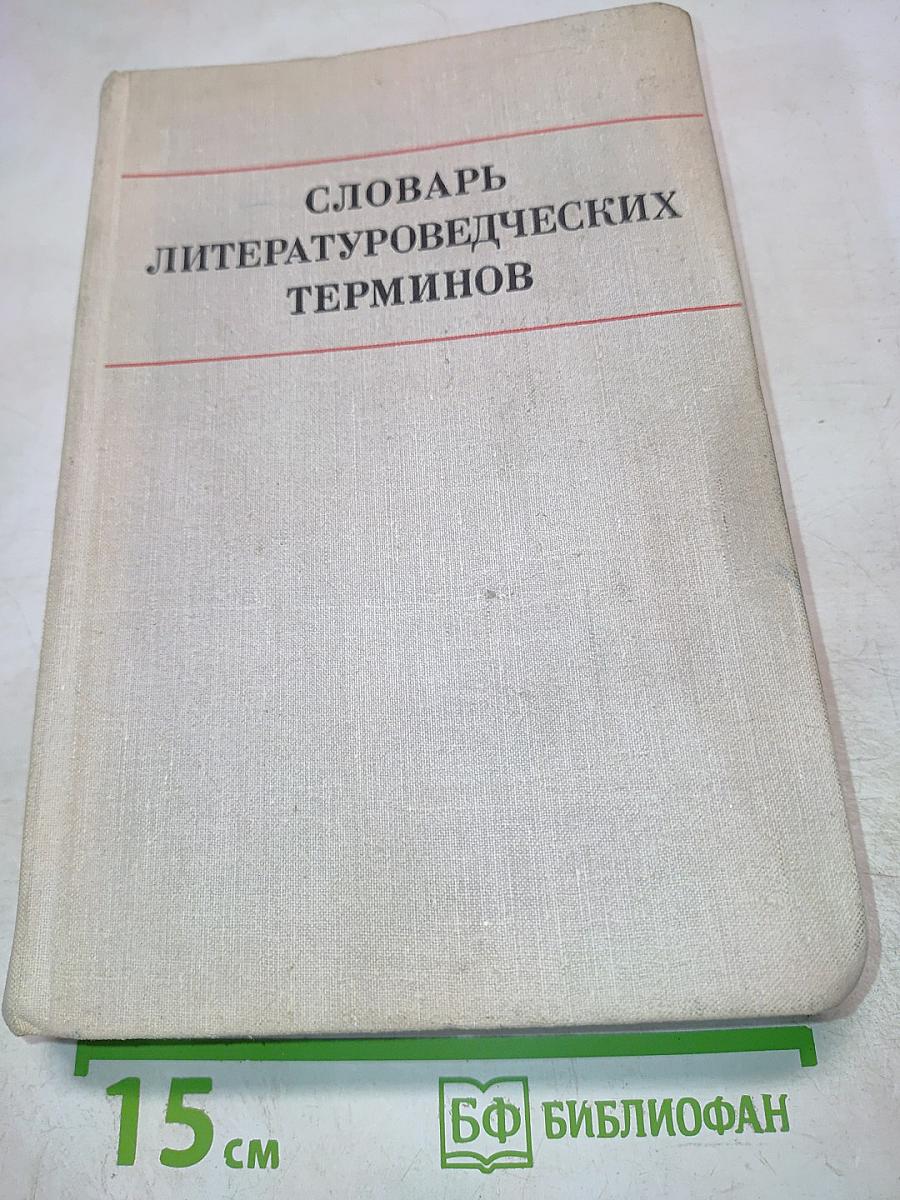 СЛОВАРЬ
ЛИТЕРАТУРОВЕДЧЕСКИХ
ТЕРМИНОВ
15 см
БФ БИБЛИОФАН